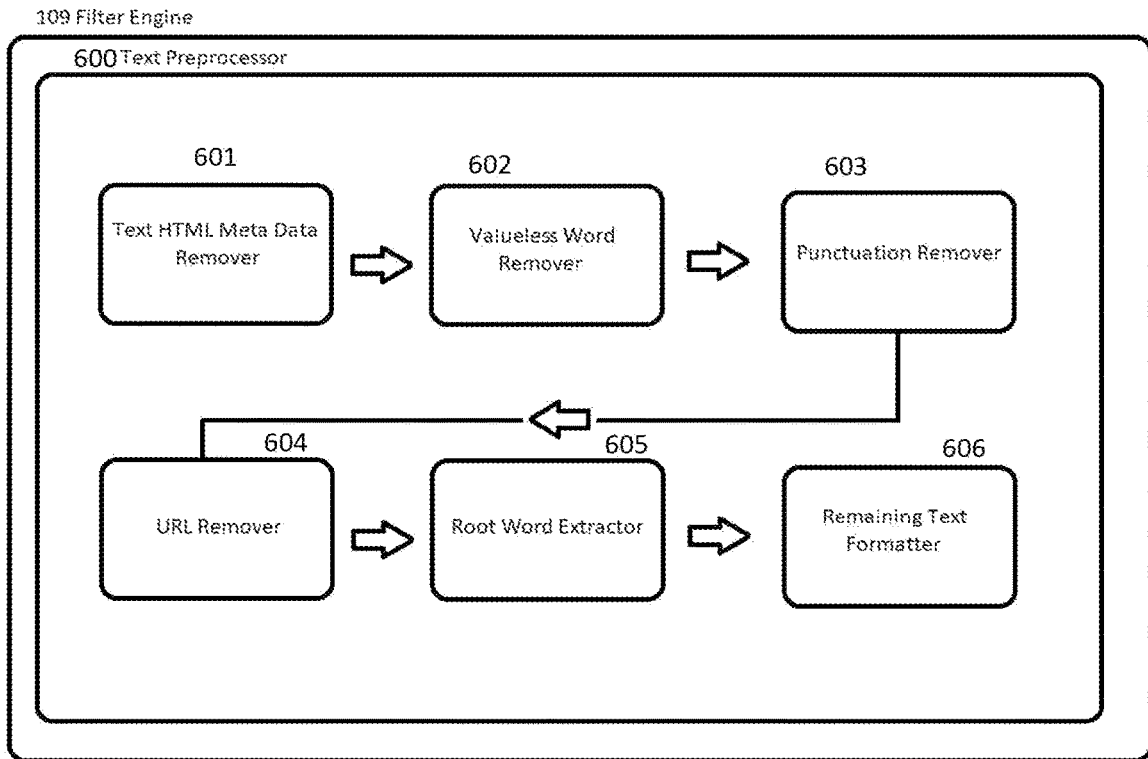 109 Filter Engine
600 Text Preprocessor
601
602
603
Text HTML Meta Data
Remover
Valueless Word
Remover
Punctuation Remover
604
605
606
URL Remover
Root Word Extractor
Remaining Text
Formatter